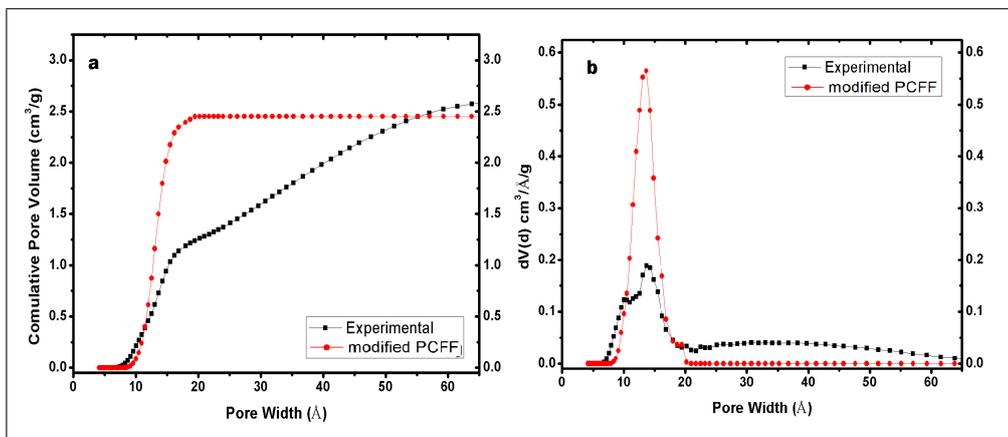 a
Comulative Pore Volume (cm³/g)
3.0
2.5
2.0
1.5
1.0
0.5
0.0
3.0
2.5
2.0
1.5
1.0
0.5
0.0
Experimental
modified PCFF
0 10 20 30 40 50 60
Pore Width (Å)
b
dV(d) cm³/Å/g
0.6
0.5
0.4
0.3
0.2
0.1
0.0
0.6
0.5
0.4
0.3
0.2
0.1
0.0
Experimental
modified PCFF
0 10 20 30 40 50 60
Pore Width (Å)